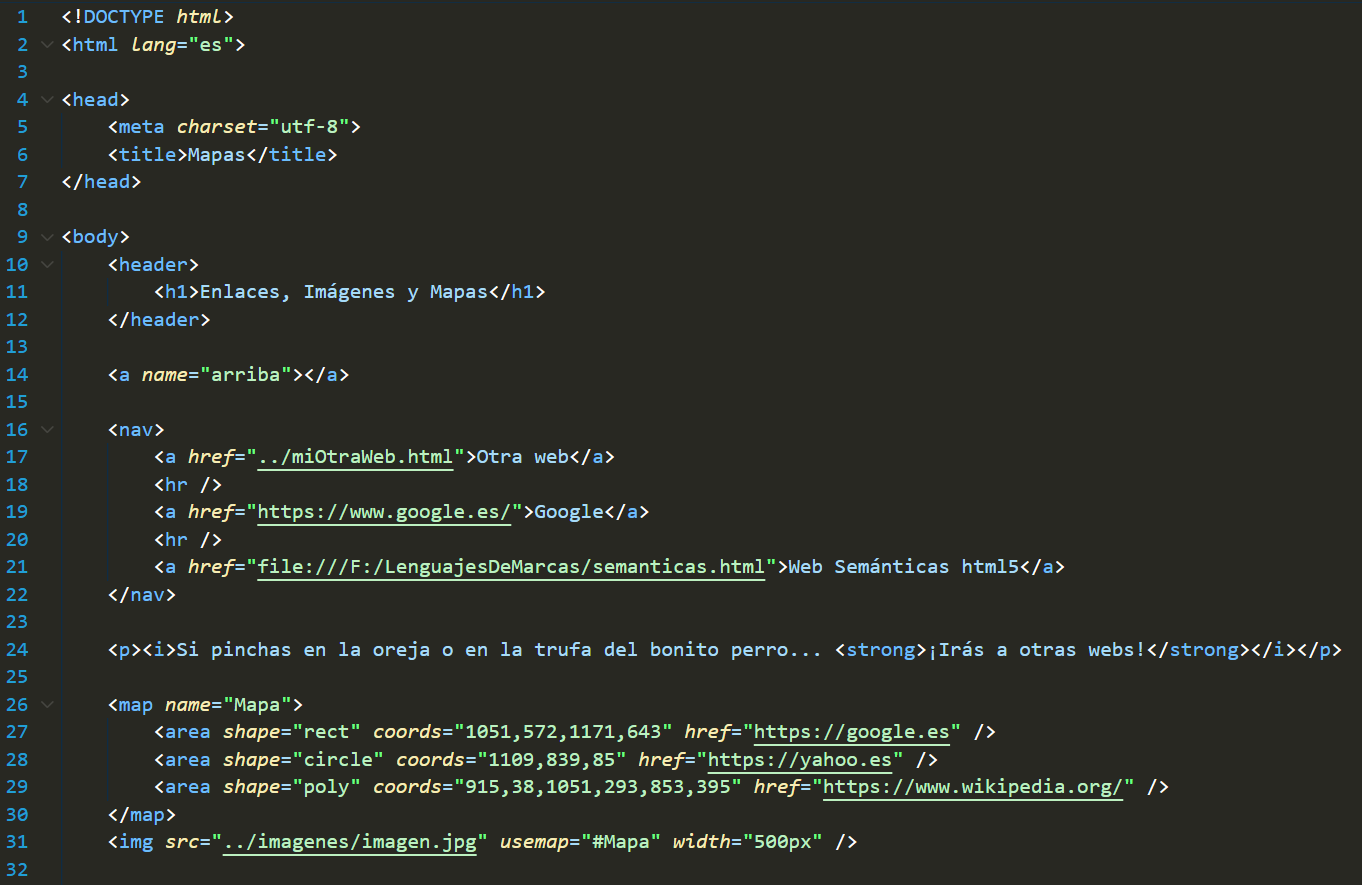 1 <!DOCTYPE html>
2 <html lang="es">
3
4 <head>
5     <meta charset="utf-8">
6     <title>Mapas</title>
7 </head>
8
9 <body>
10     <header>
11         <h1>Enlaces, Imágenes y Mapas</h1>
12     </header>
13
14     <a name="arriba"></a>
15
16     <nav>
17         <a href="../miOtraWeb.html">Otra web</a>
18         <hr />
19         <a href="https://www.google.es/">Google</a>
20         <hr />
21         <a href="file:///F:/LenguajesDeMarcas/semanticas.html">Web Semánticas html5</a>
22     </nav>
23
24     <p><i>Si pinchas en la oreja o en la trufa del bonito perro... <strong>¡Irás a otras webs!</strong></i></p>
25
26     <map name="Mapa">
27         <area shape="rect" coords="1051,572,1171,643" href="https://google.es" />
28         <area shape="circle" coords="1109,839,85" href="https://yahoo.es" />
29         <area shape="poly" coords="915,38,1051,293,853,395" href="https://www.wikipedia.org/" />
30     </map>
31     <img src="../imagenes/imagen.jpg" usemap="#Mapa" width="500px" />
32